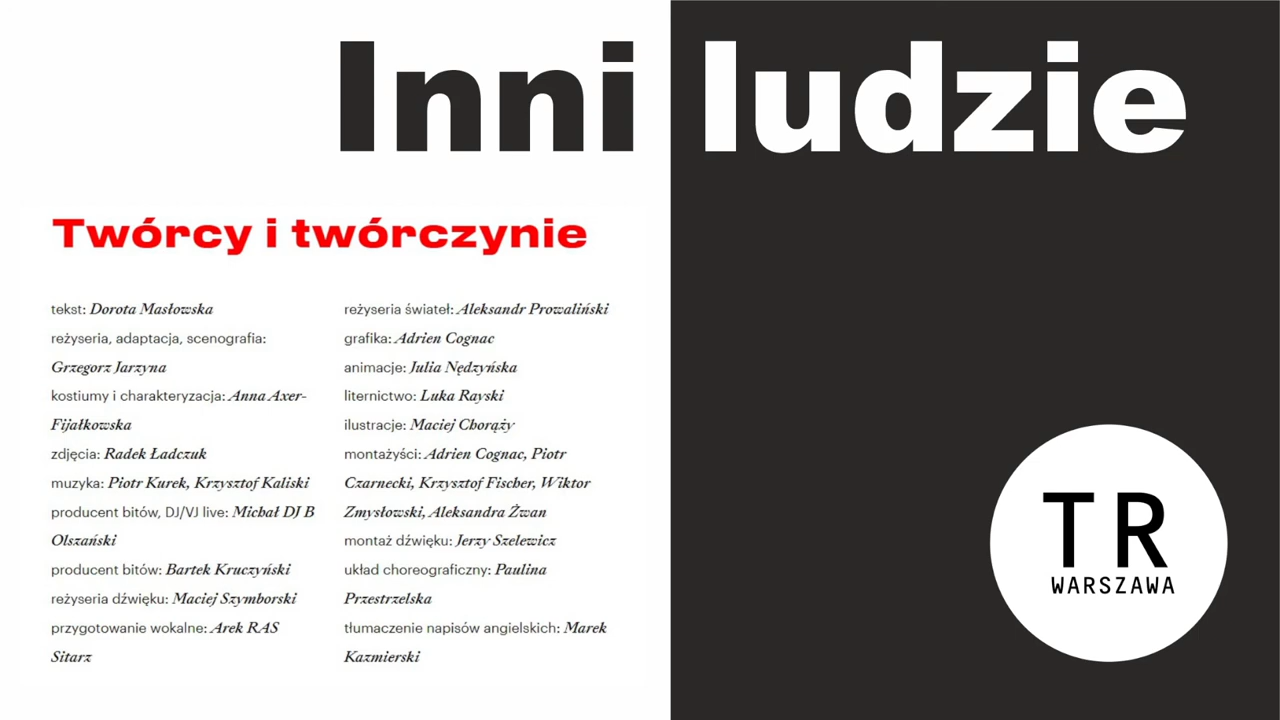 Inni ludzie
Twórcy i twórczynie
tekst: Dorota Masłowska
reżyseria, adaptacja, scenografia:
Grzegorz Jarzyna
kostiumy i charakteryzacja: Anna Axer-
Fijałkowska
zdjęcia: Radek Ładczuk
muzyka: Piotr Kurek, Krzysztof Kaliski
producent bitów, DJ/VJ live: Michał DJ B
Olszański
producent bitów: Bartek Kruczyński
reżyseria dźwięku: Maciej Szymborski
przygotowanie wokalne: Arek RAS
Sitarz
reżyseria świateł: Aleksandr Prowaliński
grafika: Adrien Cognac
animacje: Julia Nędzyńska
liternictwo: Luka Rayski
ilustracje: Maciej Chorąży
montażyści: Adrien Cognac, Piotr
Czarnecki, Krzysztof Fischer, Wiktor
Zmysłowski, Aleksandra Żwan
montaż dźwięku: Jerzy Szelewicz
układ choreograficzny: Paulina
Przestrzelska
tłumaczenie napisów angielskich: Marek
Kazmierski
TR
WARSZAWA